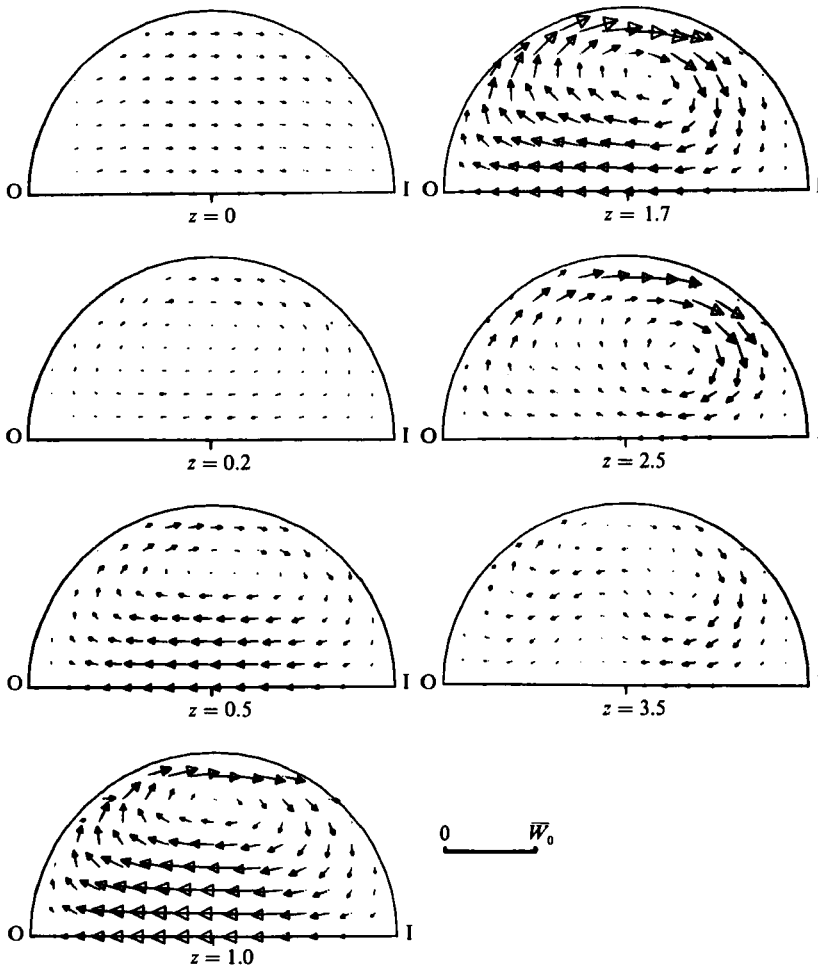 O I O
z = 0 z = 1.7
O I O
z = 0.2 z = 2.5
O I O
z = 0.5 z = 3.5
0 W̅₀
O I
z = 1.0